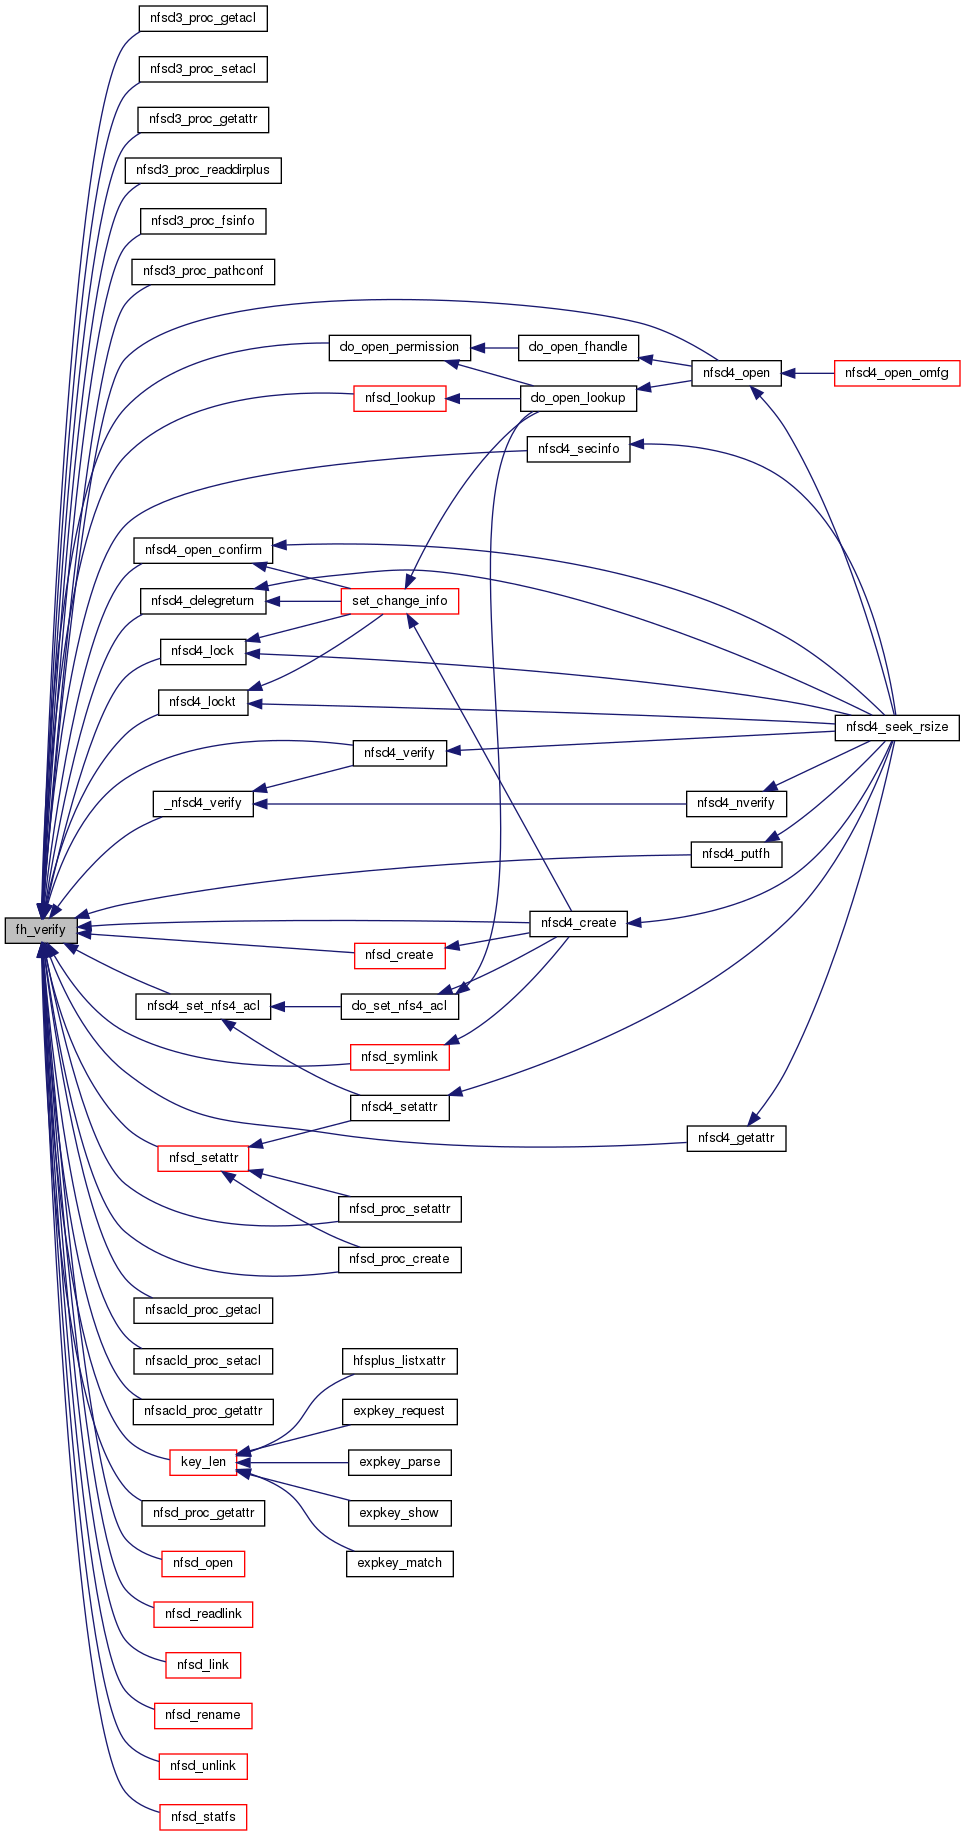 nfsd3_proc_getacl
nfsd3_proc_setacl
nfsd3_proc_getattr
nfsd3_proc_readdirplus
nfsd3_proc_fsinfo
nfsd3_proc_pathconf
do_open_permission
do_open_fhandle
nfsd4_open
nfsd4_open_omfg
nfsd_lookup
do_open_lookup
nfsd4_secinfo
nfsd4_open_confirm
nfsd4_delegreturn
set_change_info
nfsd4_lock
nfsd4_lockt
nfsd4_seek_rsize
nfsd4_verify
_nfsd4_verify
nfsd4_nverify
nfsd4_putfh
fh_verify
nfsd4_create
nfsd_create
nfsd4_set_nfs4_acl
do_set_nfs4_acl
nfsd_symlink
nfsd4_setattr
nfsd4_getattr
nfsd_setattr
nfsd_proc_setattr
nfsd_proc_create
nfsacld_proc_getacl
nfsacld_proc_setacl
hfsplus_listxattr
nfsacld_proc_getattr
expkey_request
key_len
expkey_parse
nfsd_proc_getattr
expkey_show
nfsd_open
expkey_match
nfsd_readlink
nfsd_link
nfsd_rename
nfsd_unlink
nfsd_statfs